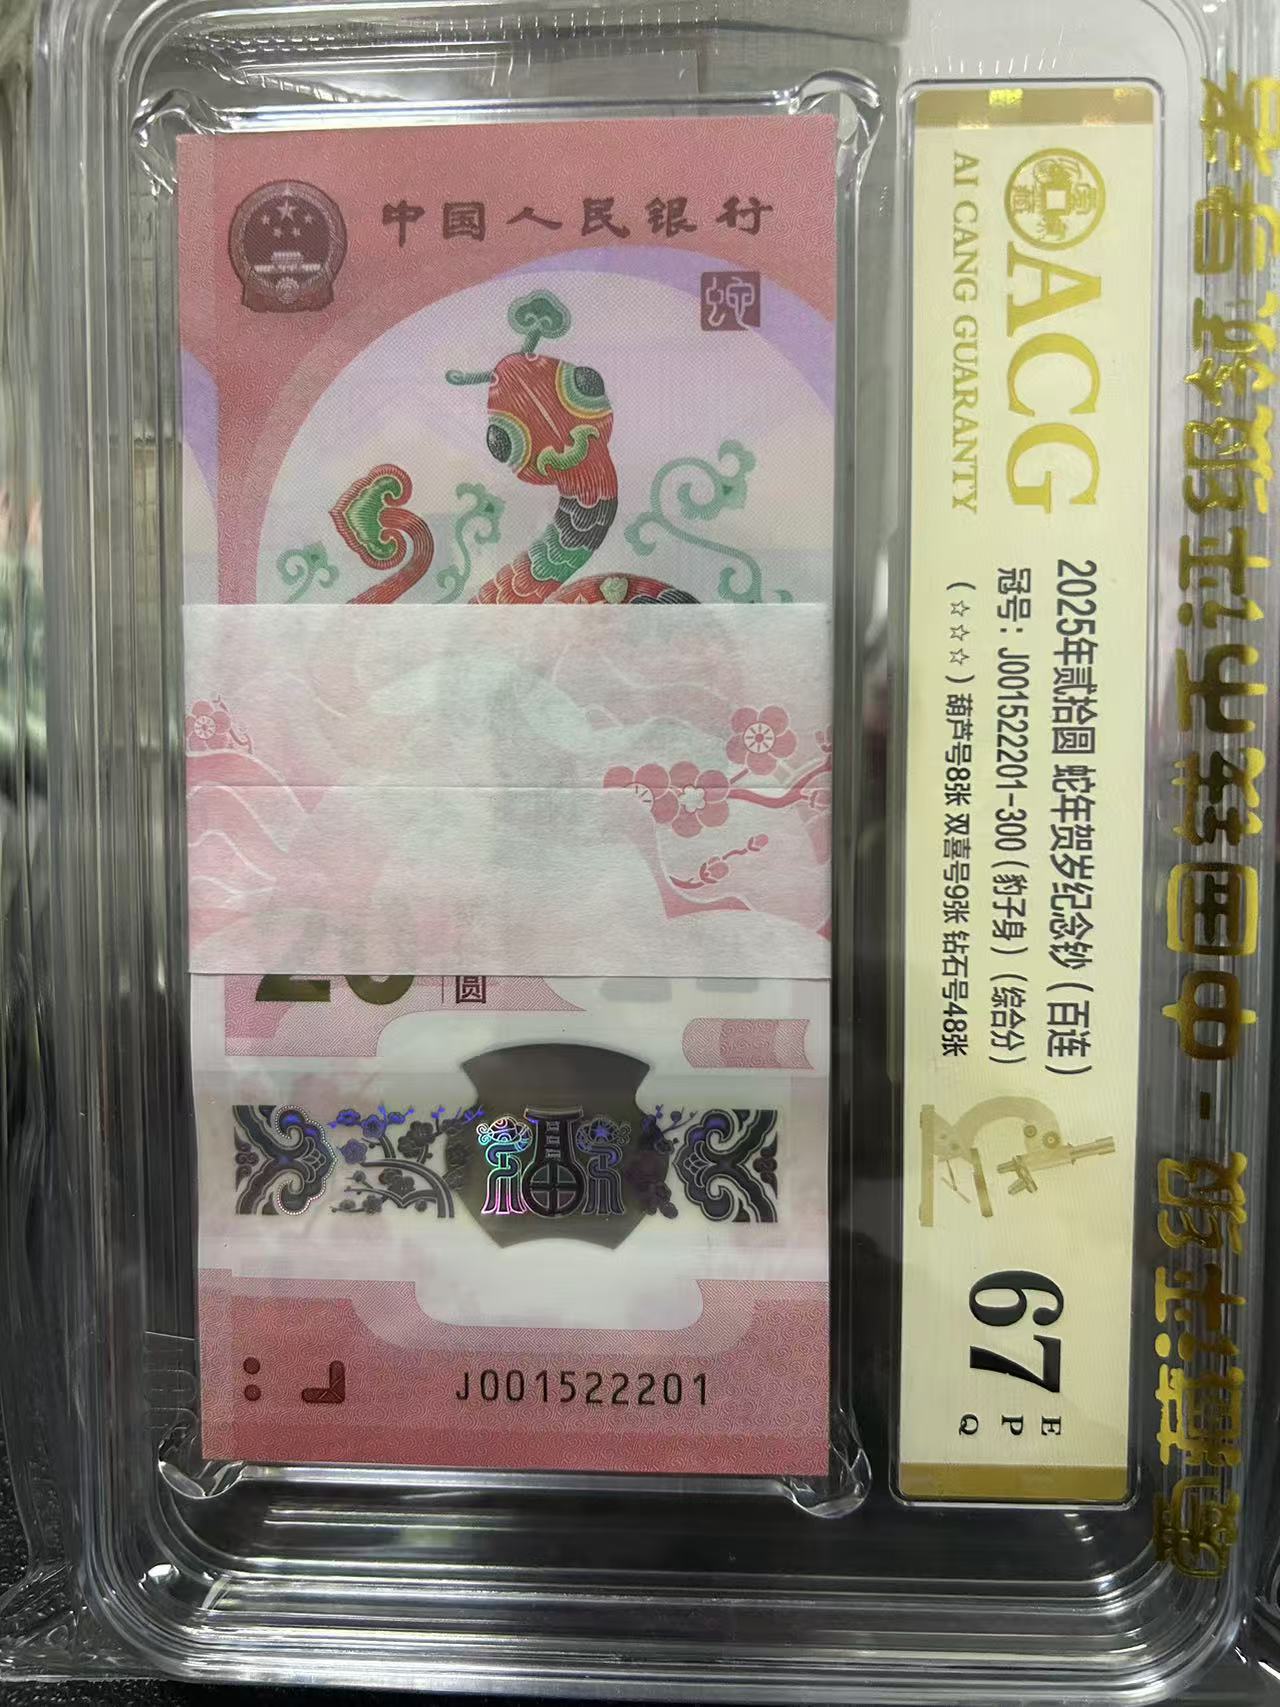 中国人民银行
蛇
20
圆
J001522201
ACG
AI CANG GUARANTY
2025年贰拾圆 蛇年贺岁纪念钞（百连）
冠号：J001522201-300（豹子身）（综合分）
（☆☆☆）葫芦号8张 双喜号9张 钻石号48张
67
E
P
Q